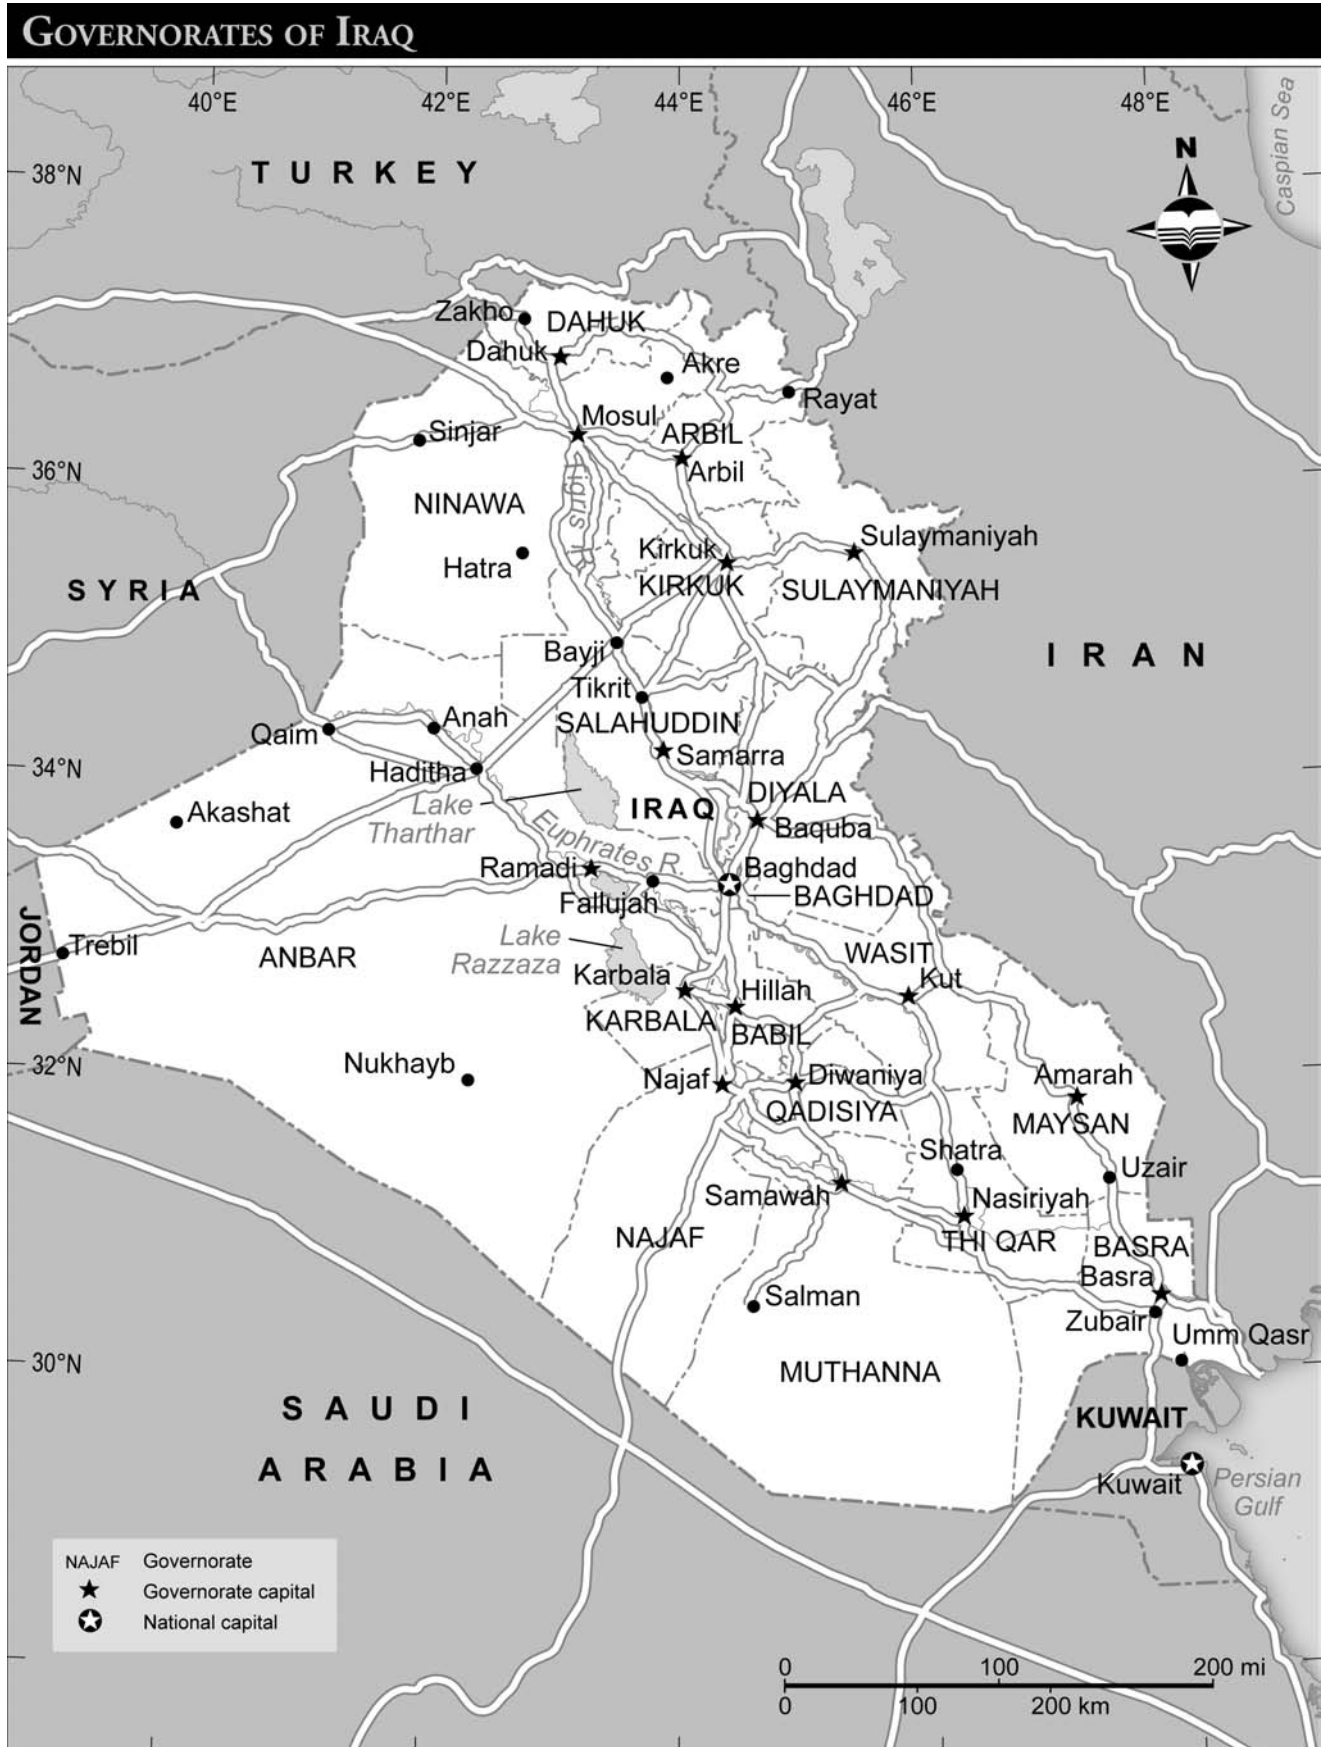 GOVERNORATES OF IRAQ
40°E
42°E
44°E
46°E
48°E
Caspian Sea
N
38°N
TURKEY
Zakho
DAHUK
Dahuk
Akre
Rayat
Mosul
Sinjar
ARBIL
Arbil
36°N
Tigris R.
NINAWA
Hatra
Kirkuk
KIRKUK
Sulaymaniyah
SULAYMANIYAH
SYRIA
IRAN
Bayji
Tikrit
SALAHUDDIN
Samarra
Qaim
Anah
Haditha
34°N
Lake
Tharthar
IRAQ
DIYALA
Baquba
Akashat
Euphrates R.
Ramadi
Fallujah
Baghdad
BAGHDAD
JORDAN
Trebil
ANBAR
Lake
Razzaza
WASIT
Kut
Karbala
KARBALA
Hillah
BABIL
32°N
Nukhayb
Najaf
Diwaniya
QADISIYA
Amarah
MAYSAN
Shatra
Uzair
Samawah
Nasiriyah
THI QAR
NAJAF
BASRA
Basra
Salman
Zubair
Umm Qasr
30°N
MUTHANNA
SAUDI
ARABIA
KUWAIT
Kuwait
Persian
Gulf
NAJAF Governorate
Governorate capital
National capital
0 100 200 mi
0 100 200 km